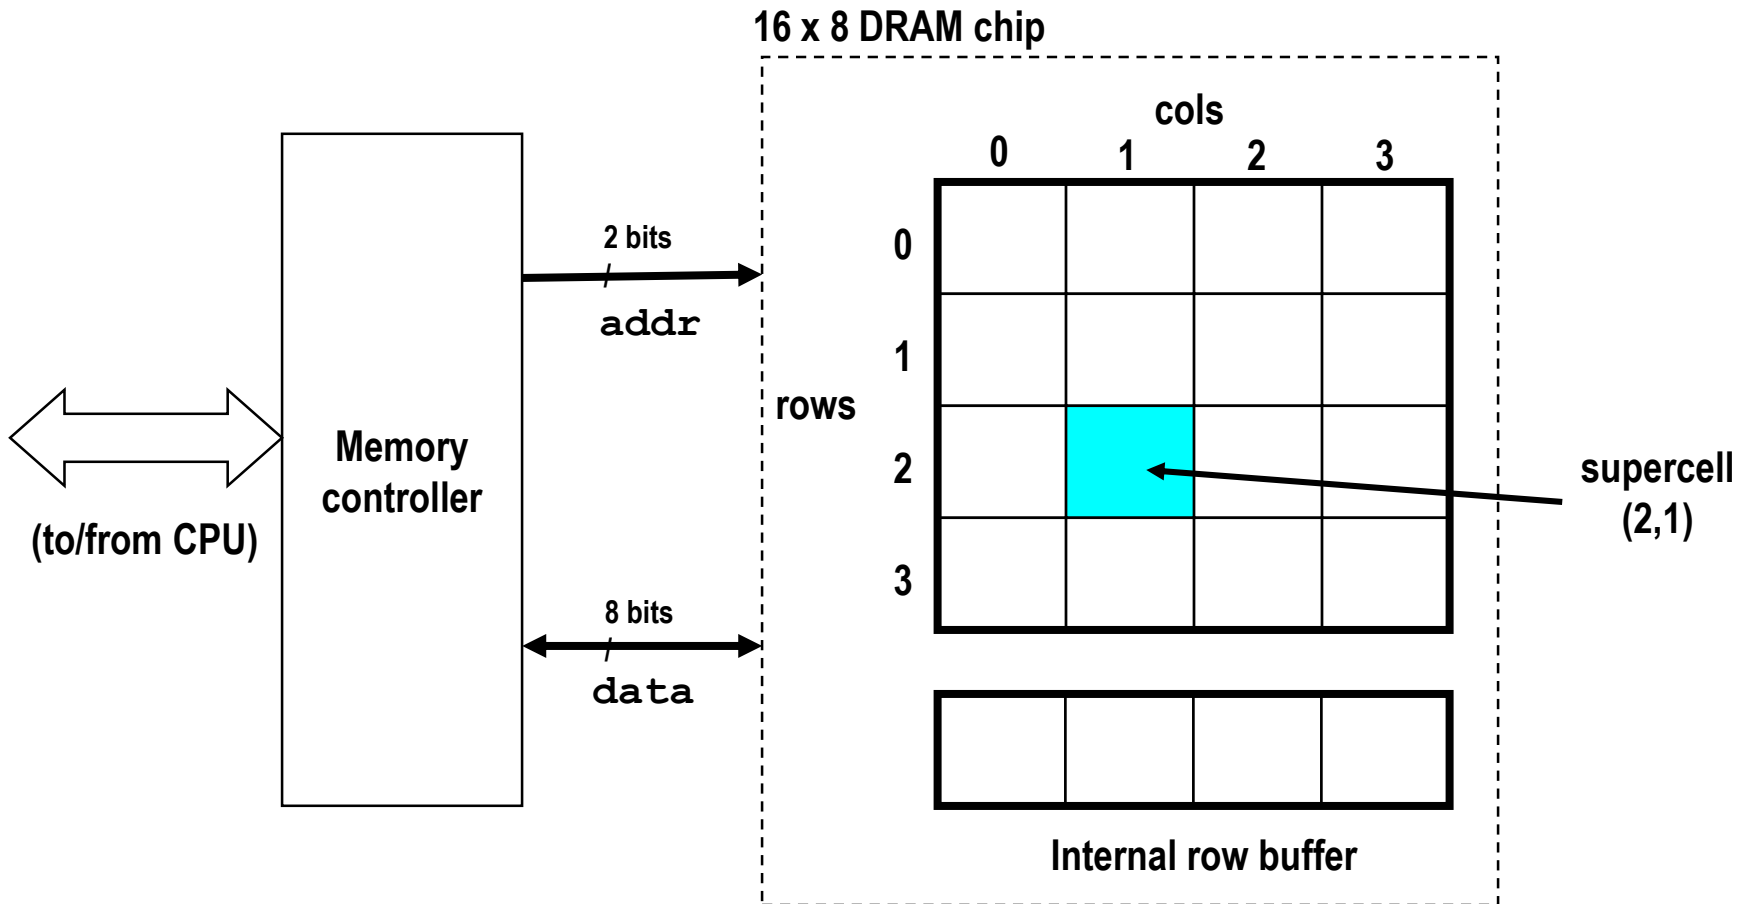 16 x 8 DRAM chip
cols
0 1 2 3
2 bits
addr
0
1
rows
2
3
Memory
controller
(to/from CPU)
supercell
(2,1)
8 bits
data
Internal row buffer